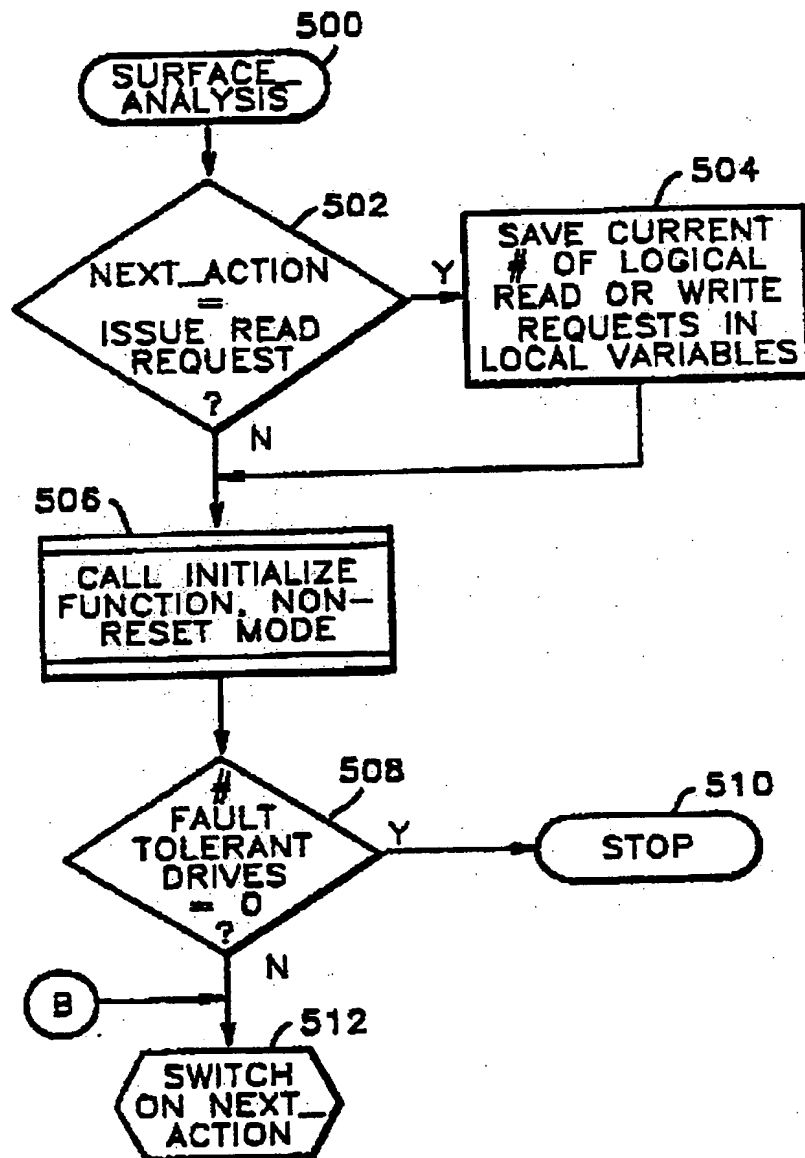 500
SURFACE_
ANALYSIS
502
NEXT_ACTION
=
ISSUE READ
REQUEST
?
Y
N
504
SAVE CURRENT
# OF LOGICAL
READ OR WRITE
REQUESTS IN
LOCAL VARIABLES
506
CALL INITIALIZE
FUNCTION, NON-
RESET MODE
508
#
FAULT
TOLERANT
DRIVES
= 0
?
Y
N
510
STOP
B
512
SWITCH
ON NEXT_
ACTION